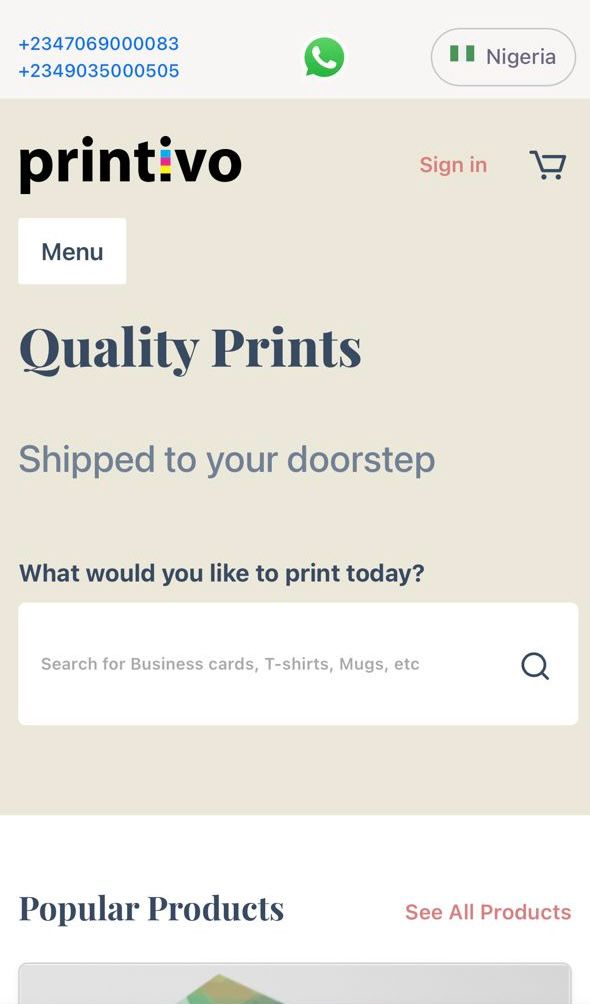 +2347069000083
+2349035000505
Nigeria
printivo
Sign in
Menu
Quality Prints
Shipped to your doorstep
What would you like to print today?
Search for Business cards, T-shirts, Mugs, etc
Popular Products
See All Products